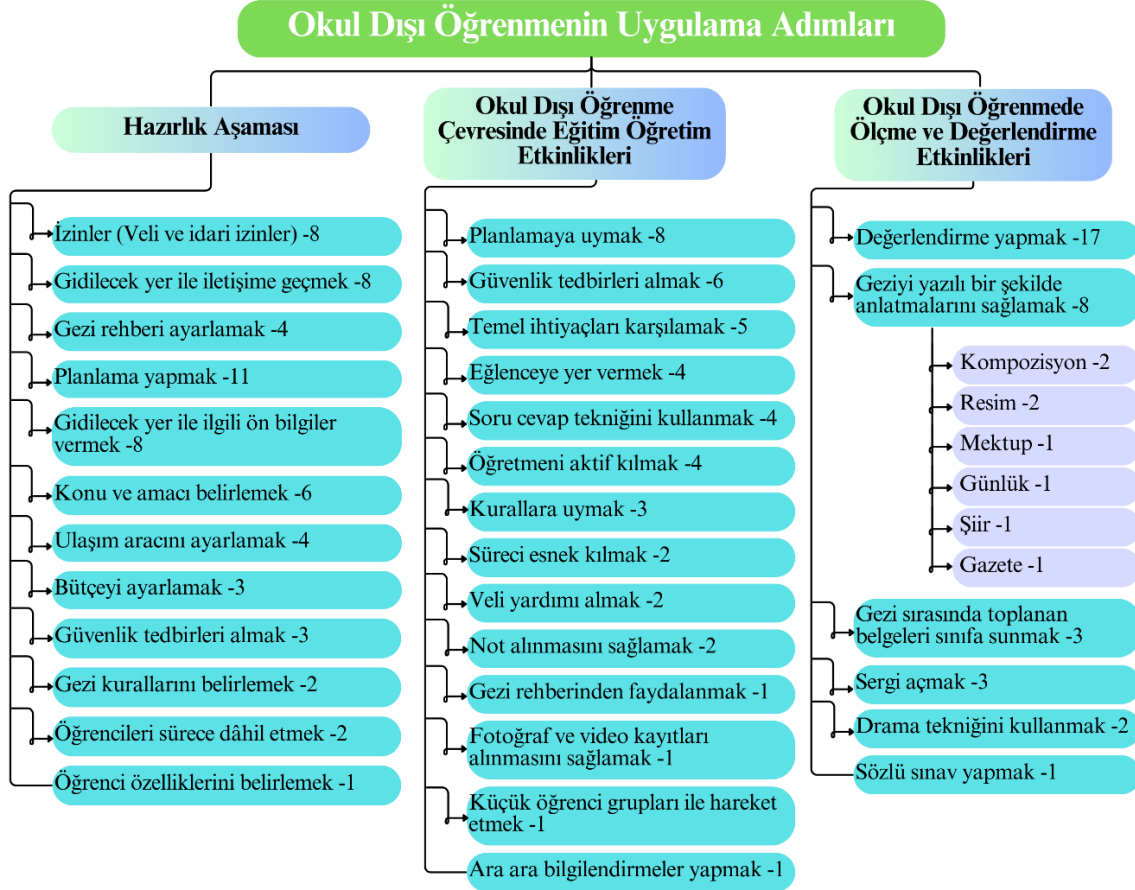 Okul Dışı Öğrenmenin Uygulama Adımları
Hazırlık Aşaması
İzinler (Veli ve idari izinler) -8
Gidilecek yer ile iletişime geçmek -8
Gezi rehberi ayarlamak -4
Planlama yapmak -11
Gidilecek yer ile ilgili ön bilgiler
vermek -8
Konu ve amacı belirlemek -6
Ulaşım aracını ayarlamak -4
Bütçeyi ayarlamak -3
Güvenlik tedbirleri almak -3
Gezi kurallarını belirlemek -2
Öğrencileri sürece dâhil etmek -2
Öğrenci özelliklerini belirlemek -1
Okul Dışı Öğrenme
Çevresinde Eğitim Öğretim
Etkinlikleri
Planlamaya uymak -8
Güvenlik tedbirleri almak -6
Temel ihtiyaçları karşılamak -5
Eğlenceye yer vermek -4
Soru cevap tekniğini kullanmak -4
Öğretmeni aktif kılmak -4
Kurallara uymak -3
Süreci esnek kılmak -2
Veli yardımı almak -2
Not alınmasını sağlamak -2
Gezi rehberinden faydalanmak -1
Fotoğraf ve video kayıtları
alınmasını sağlamak -1
Küçük öğrenci grupları ile hareket
etmek -1
Ara ara bilgilendirmeler yapmak -1
Okul Dışı Öğrenmede
Ölçme ve Değerlendirme
Etkinlikleri
Değerlendirme yapmak -17
Geziyi yazılı bir şekilde
anlatmalarını sağlamak -8
Kompozisyon -2
Resim -2
Mektup -1
Günlük -1
Şiir -1
Gazete -1
Gezi sırasında toplanan
belgeleri sınıfa sunmak -3
Sergi açmak -3
Drama tekniğini kullanmak -2
Sözlü sınav yapmak -1